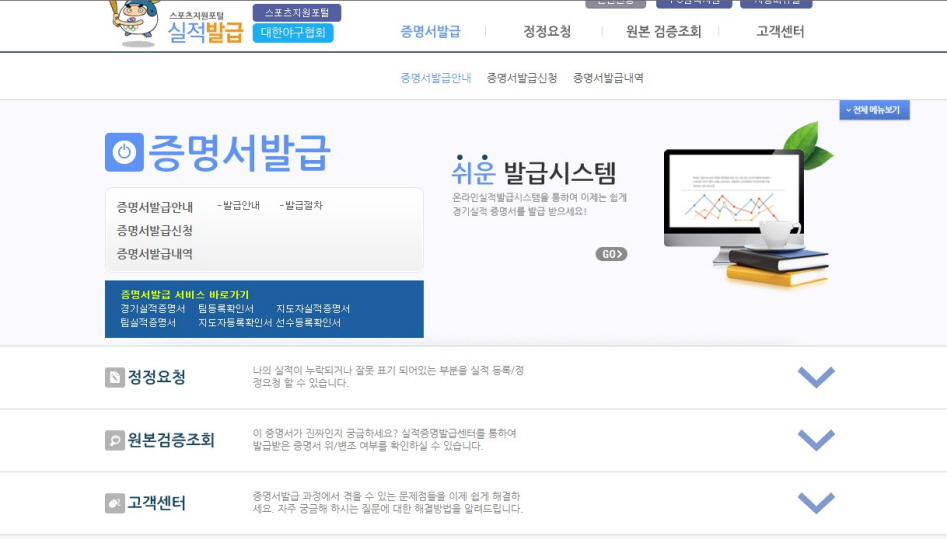 스포츠지원포털
실적발급
스포츠지원포털
대한야구협회
증명서발급
정정요청
원본 검증조회
고객센터
증명서발급안내
증명서발급신청
증명서발급내역
전체 메뉴보기
증명서발급
증명서발급안내 -발급안내 -발급절차
증명서발급신청
증명서발급내역
증명서발급 서비스 바로가기
경기실적증명서 팀등록확인서 지도자실적증명서
팀실적증명서 지도자등록확인서 선수등록확인서
쉬운 발급시스템
온라인실적발급시스템을 통하여 이제는 쉽게
경기실적 증명서를 발급 받으세요!
GO
정정요청
나의 실적이 누락되거나 잘못 표기 되어있는 부분을 실적 등록/정
정요청 할 수 있습니다.
원본검증조회
이 증명서가 진짜인지 궁금하세요? 실적증명발급센터를 통하여
발급받은 증명서 위/변조 여부를 확인하실 수 있습니다.
고객센터
증명서발급 과정에서 겪을 수 있는 문제점들을 이제 쉽게 해결하
세요. 자주 궁금해 하시는 질문에 대한 해결방법을 알려드립니다.